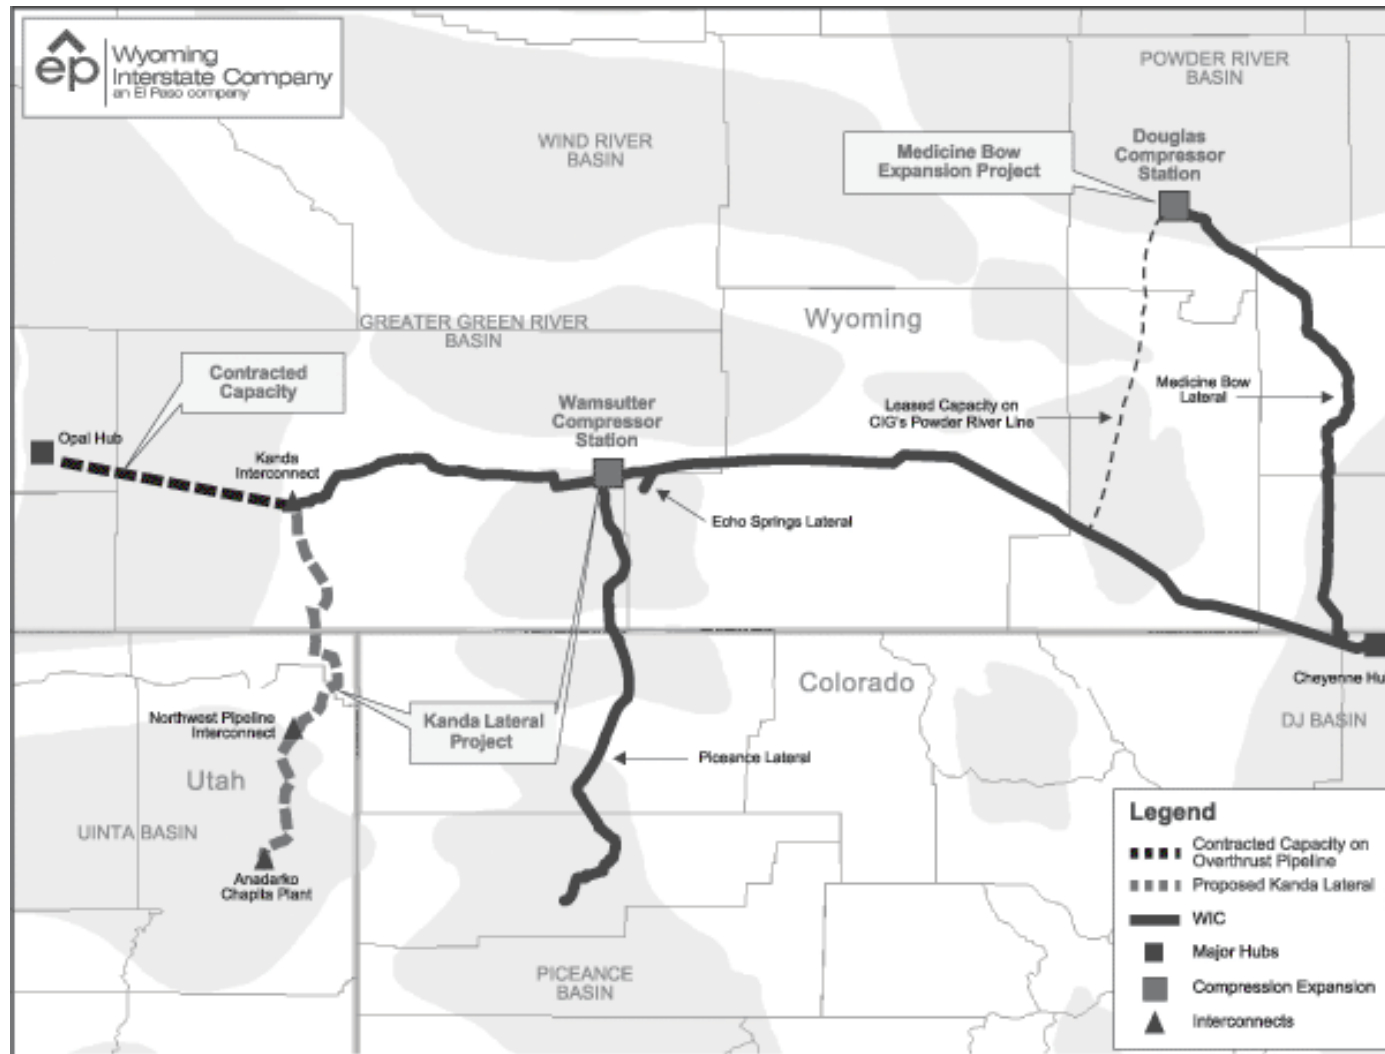 ep
Wyoming
Interstate Company
an El Paso company
POWDER RIVER
BASIN
WIND RIVER
BASIN
Medicine Bow
Expansion Project
Douglas
Compressor
Station
GREATER GREEN RIVER
BASIN
Wyoming
Contracted
Capacity
Wamsutter
Compressor
Station
Leased Capacity on
CIG's Powder River Line
Medicine Bow
Lateral
Opal Hub
Kanda
Interconnect
Echo Springs Lateral
Colorado
Cheyenne Hu
Northwest Pipeline
Interconnect
Kanda Lateral
Project
DJ BASIN
Piceance Lateral
Utah
UINTA BASIN
Anadarko
Chapita Plant
PICEANCE
BASIN
Legend
Contracted Capacity on
Overthrust Pipeline
Proposed Kanda Lateral
WIC
Major Hubs
Compression Expansion
Interconnects